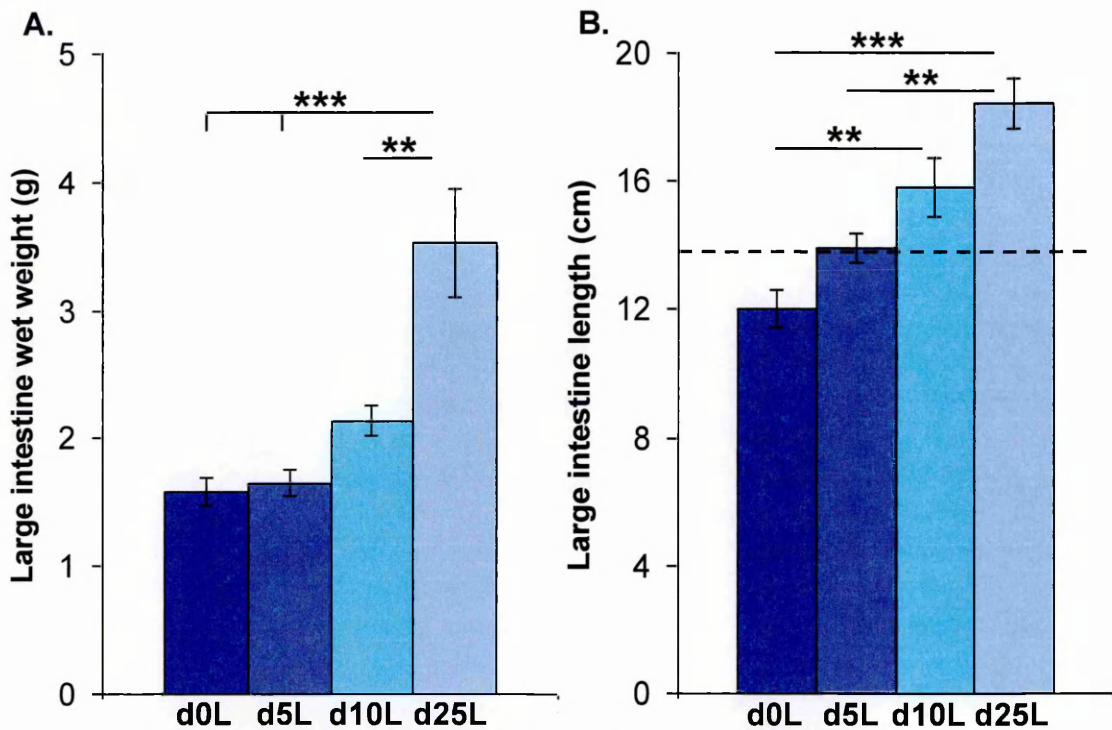 A.
Large intestine wet weight (g)
5
4
3
2
1
0
***
**
d0L d5L d10L d25L
B.
Large intestine length (cm)
20
16
12
8
4
0
***
**
**
d0L d5L d10L d25L